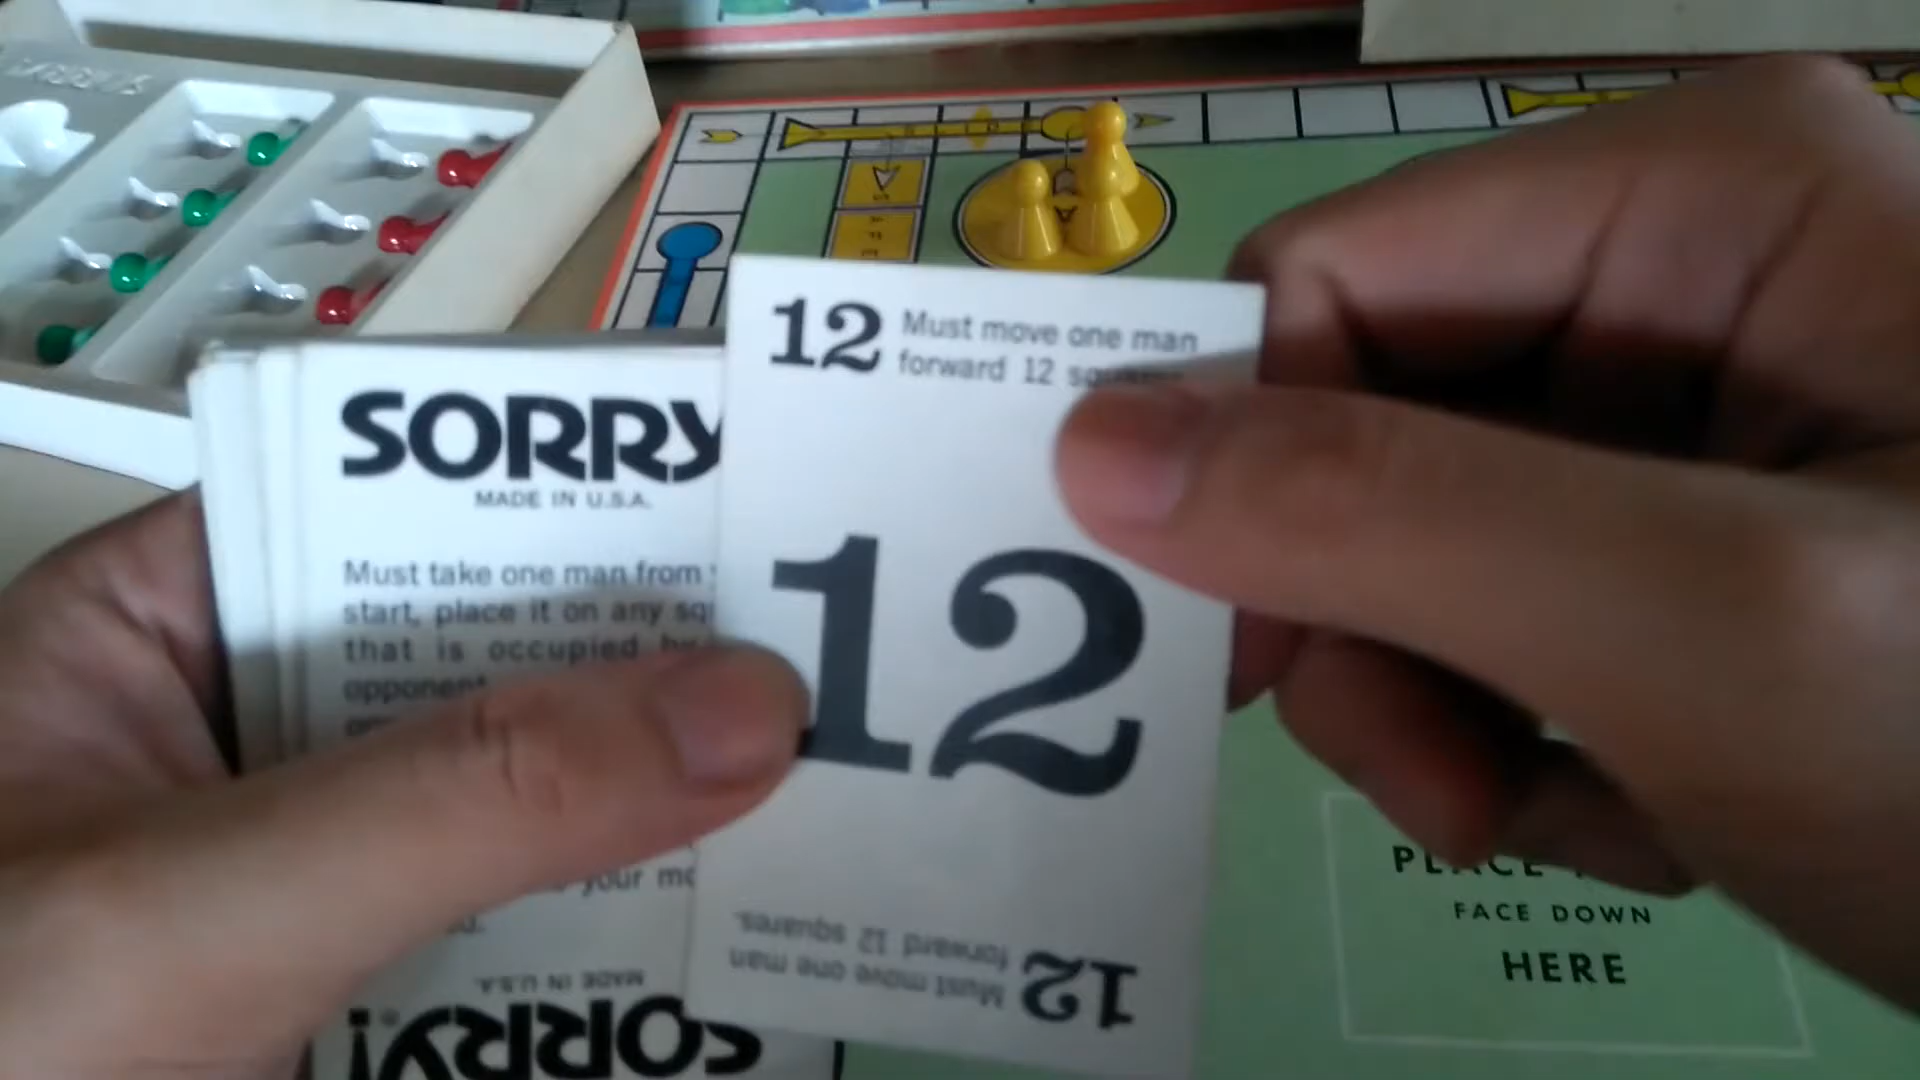 12 Must move one man
forward 12
12
12 Must move one man
forward 12 squares.
SORRY
MADE IN U.S.A.
Must take one man from
start, place it on any
that is occupied
opponent
your
MADE IN U.S.A.
SORRY!
SAFE
PLACE
FACE DOWN
HERE